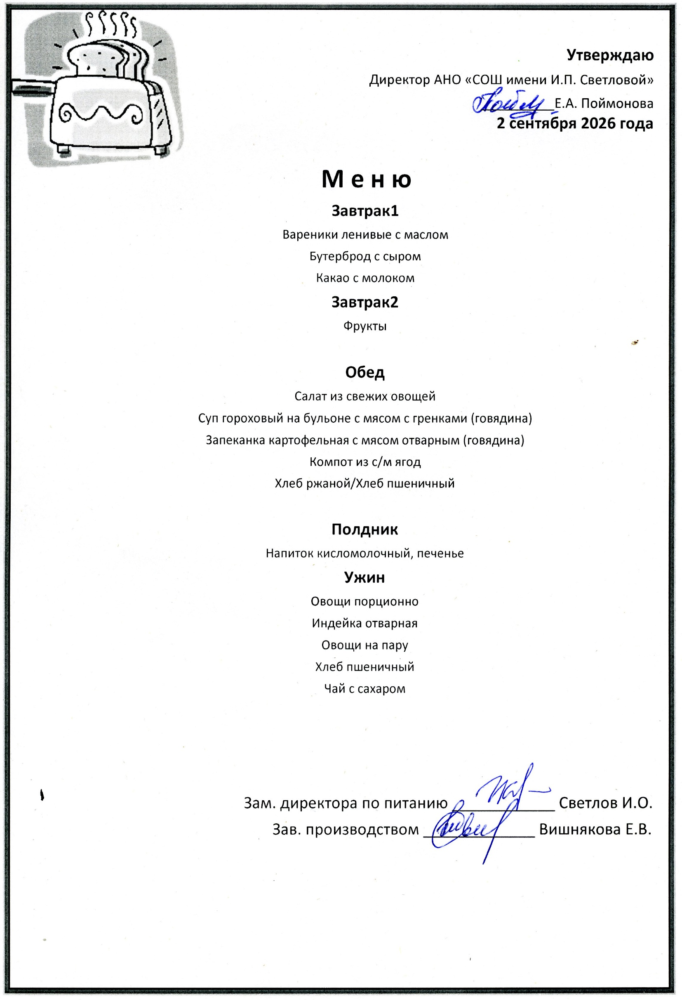 Утверждаю
Директор АНО «СОШ имени И.П. Светловой»
Е.А. Поймонова
2 сентября 2026 года
Меню
Завтрак1
Вареники ленивые с маслом
Бутерброд с сыром
Какао с молоком
Завтрак2
Фрукты
Обед
Салат из свежих овощей
Суп гороховый на бульоне с мясом с гренками (говядина)
Запеканка картофельная с мясом отварным (говядина)
Компот из с/м ягод
Хлеб ржаной/Хлеб пшеничный
Полдник
Напиток кисломолочный, печенье
Ужин
Овощи порционно
Индейка отварная
Овощи на пару
Хлеб пшеничный
Чай с сахаром
Зам. директора по питанию Светлов И.О.
Зав. производством Вишнякова Е.В.